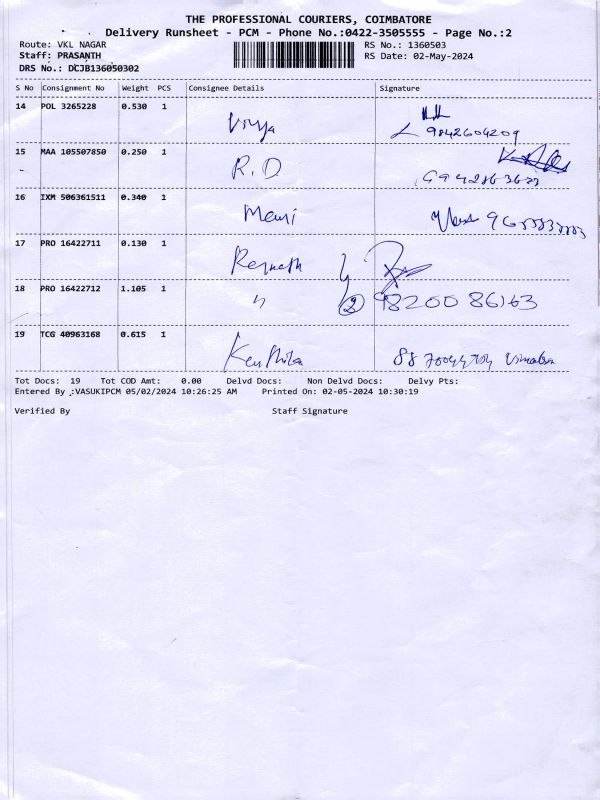 THE PROFESSIONAL COURIERS, COIMBATORE
Delivery Runsheet - PCM - Phone No.:0422-3505555 - Page No.:2
Route: VKL NAGAR RS No.: 1360503
Staff: PRASANTH RS Date: 02-May-2024
DRS No.: DCJB136050302
S No Consignment No Weight PCS Consignee Details Signature
14 POL 3265228 0.530 1
9842604209
15 MAA 105507850 0.250 1 R.D
16 IXM 506361511 0.340 1 Mani
17 PRO 16422711 0.130 1
18 PRO 16422712 1.105 1 " 2 98200 86163
19 TCG 40963168 0.615 1
Tot Docs: 19 Tot COD Amt: 0.00 Delvd Docs: Non Delvd Docs: Delvy Pts:
Entered By :VASUKIPCM 05/02/2024 10:26:25 AM Printed On: 02-05-2024 10:30:19
Verified By Staff Signature